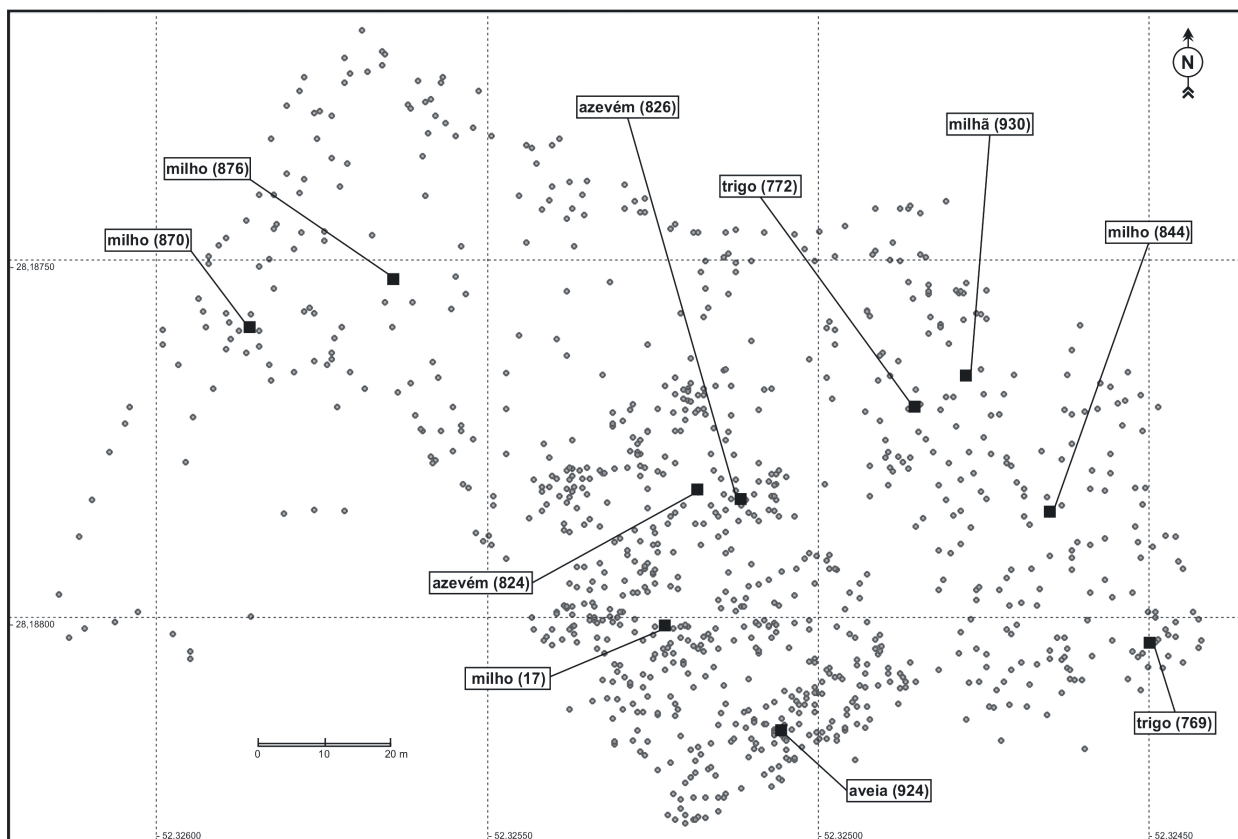 N
azevém (826)
milhã (930)
milho (876)
trigo (772)
milho (844)
milho (870)
28,18750
azevém (824)
28,18800
milho (17)
trigo (769)
0 10 20 m
aveia (924)
52.32600 52.32550 52.32500 52.32450